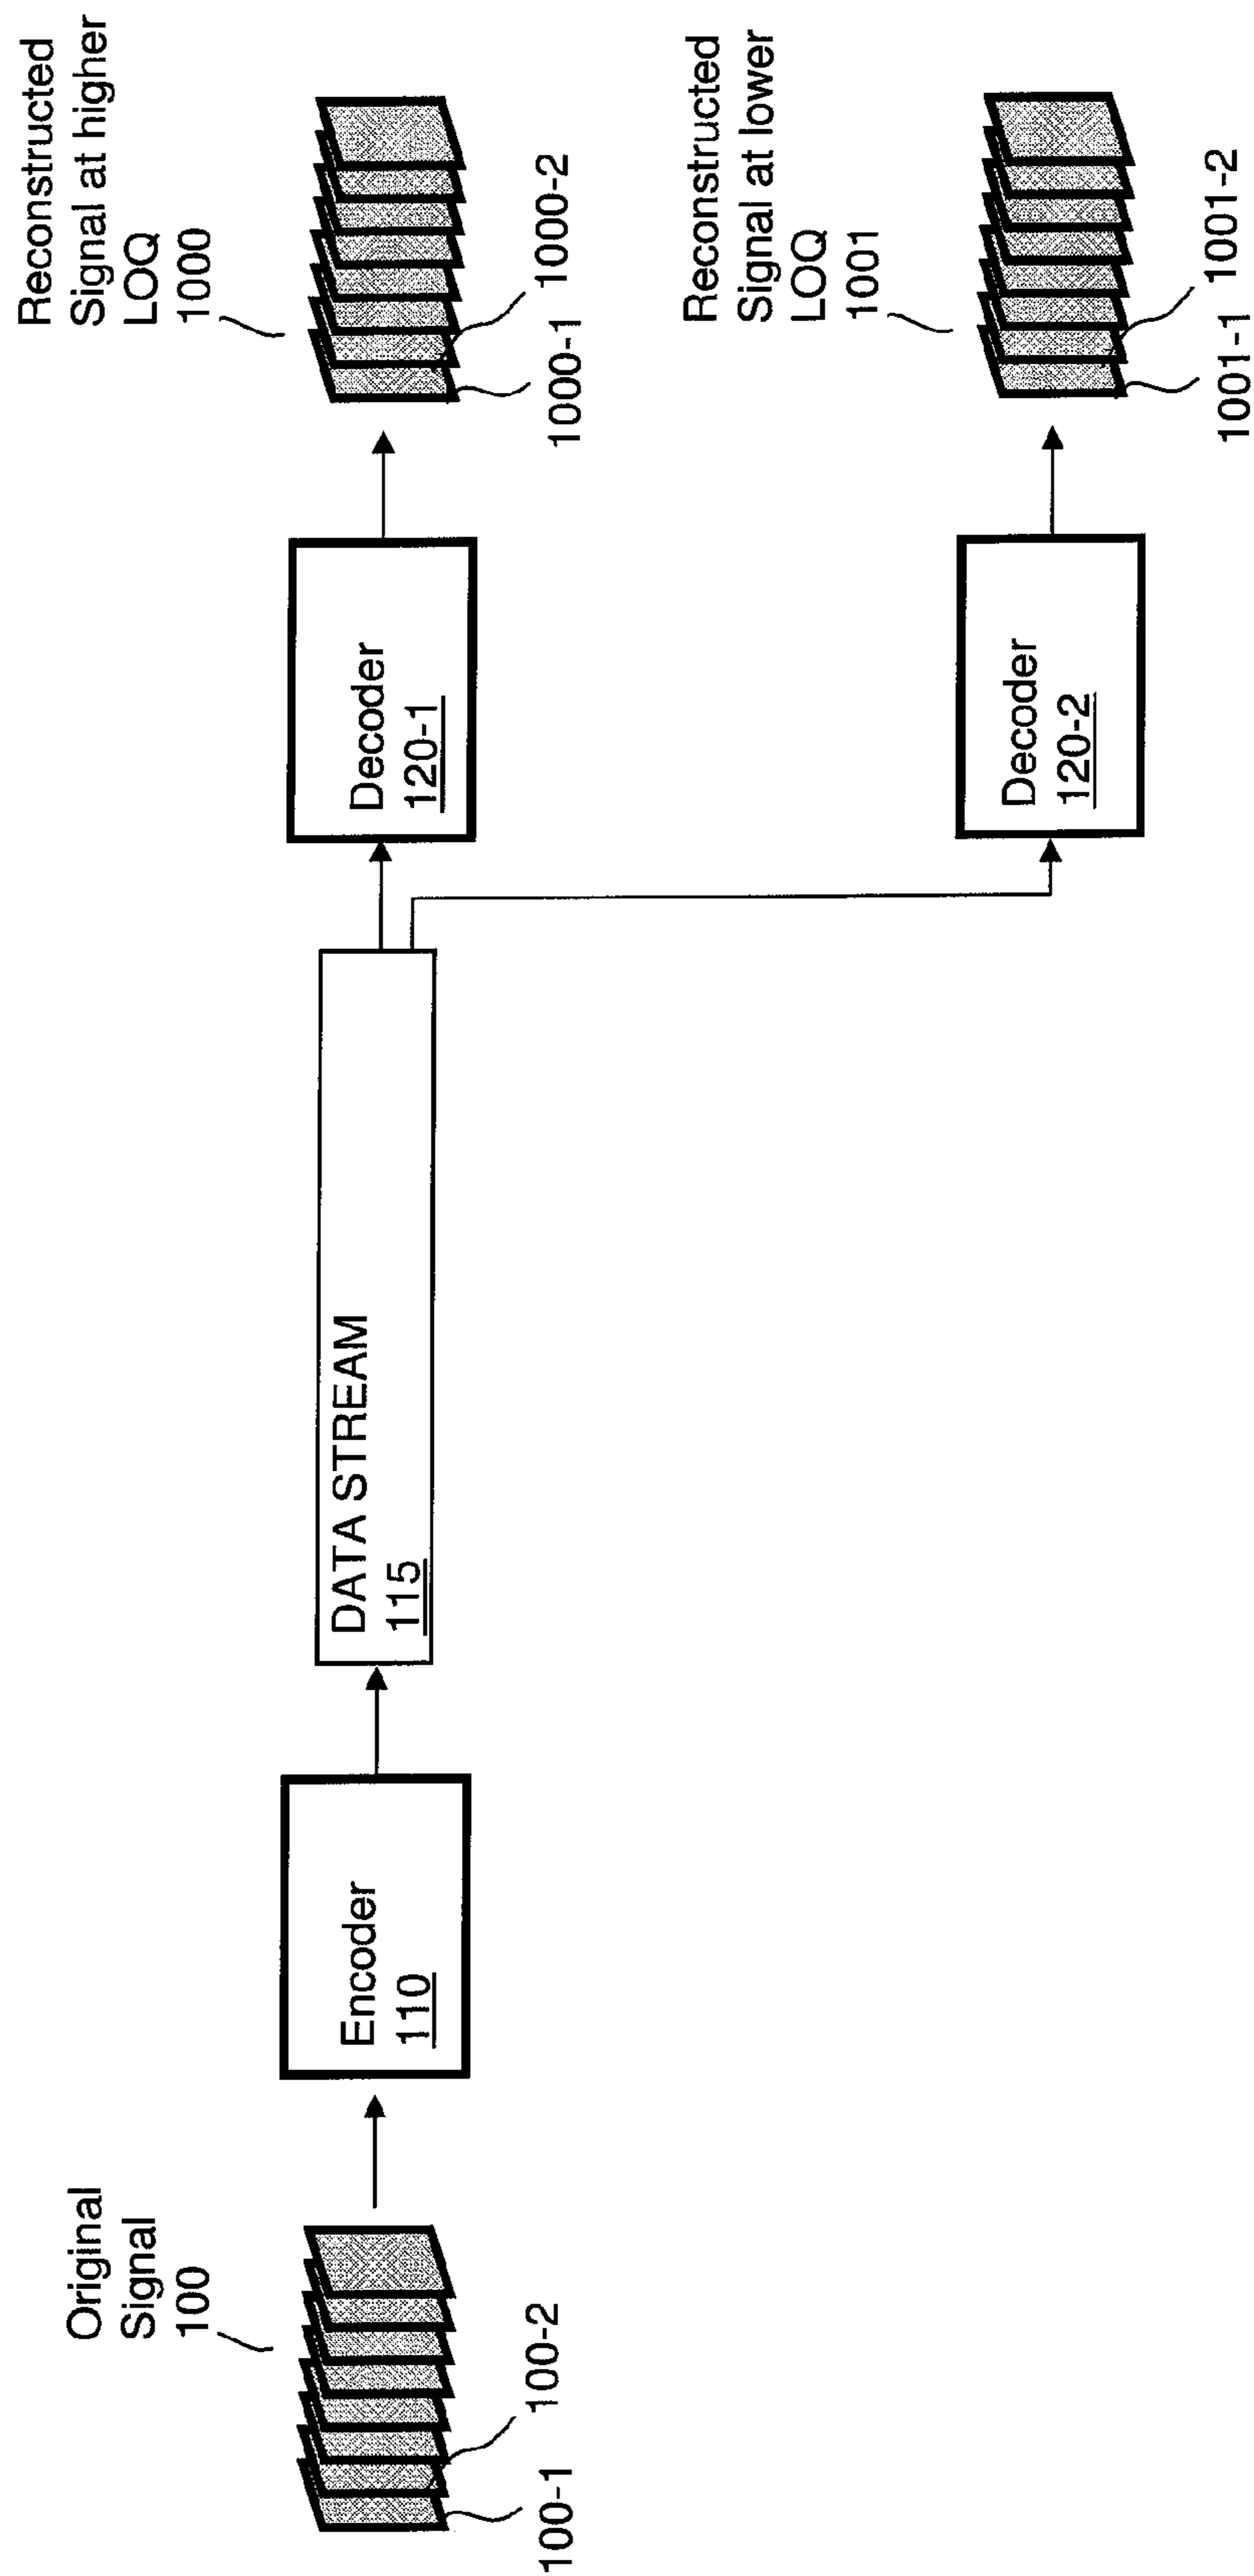 Original
Signal
100
100-1
100-2
Encoder
110
DATA STREAM
115
Decoder
120-1
Reconstructed
Signal at higher
LOQ
1000
1000-1
1000-2
Decoder
120-2
Reconstructed
Signal at lower
LOQ
1001
1001-1
1001-2